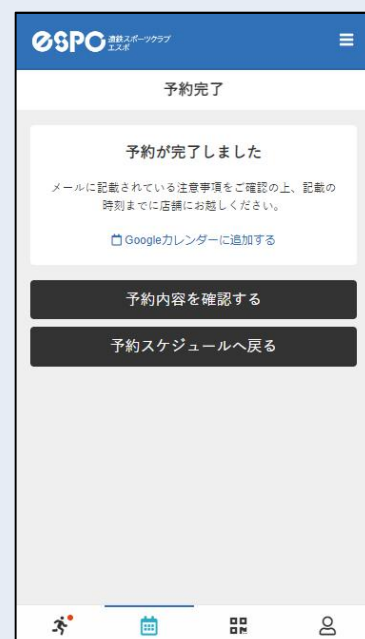 eSPO 遠鉄スポーツクラブ
エスポ
予約完了
予約が完了しました
メールに記載されている注意事項をご確認の上、記載の
時刻までに店舗にお越しください。
Googleカレンダーに追加する
予約内容を確認する
予約スケジュールへ戻る